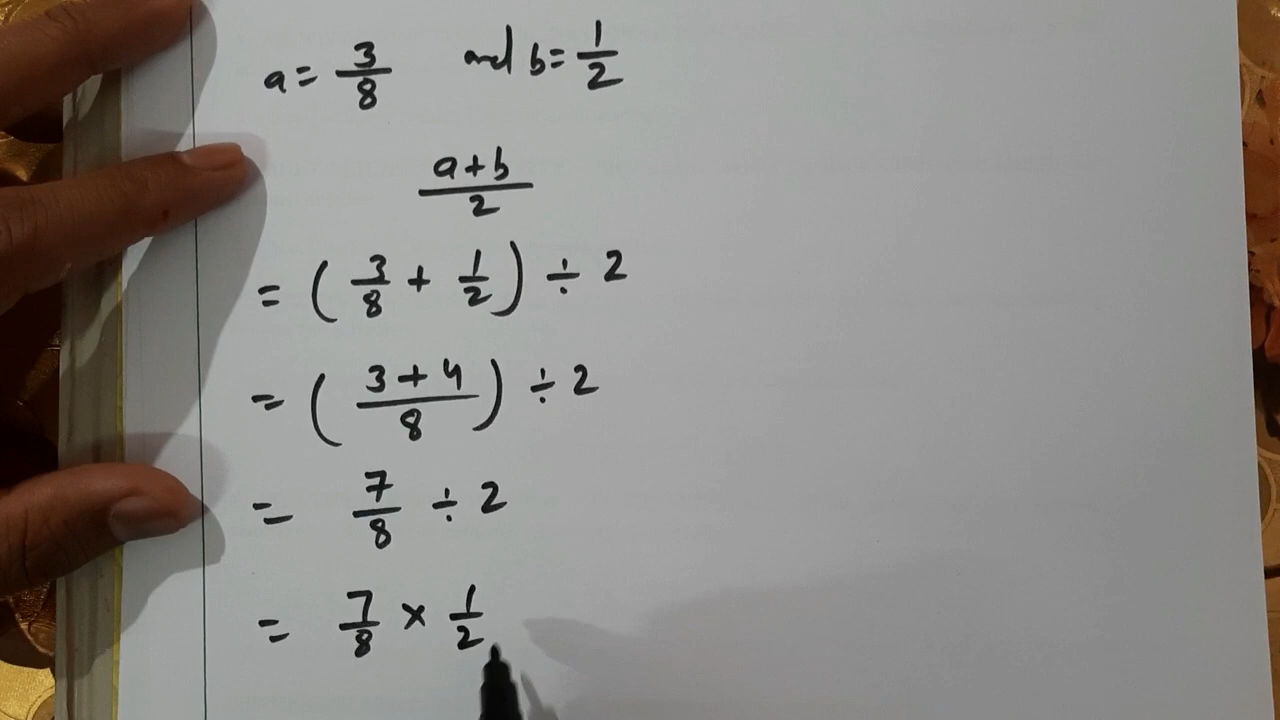 a = 3/8 and b = 1/2
a+b/2
= ( 3/8 + 1/2 ) ÷ 2
= ( 3+4/8 ) ÷ 2
= 7/8 ÷ 2
= 7/8 × 1/2